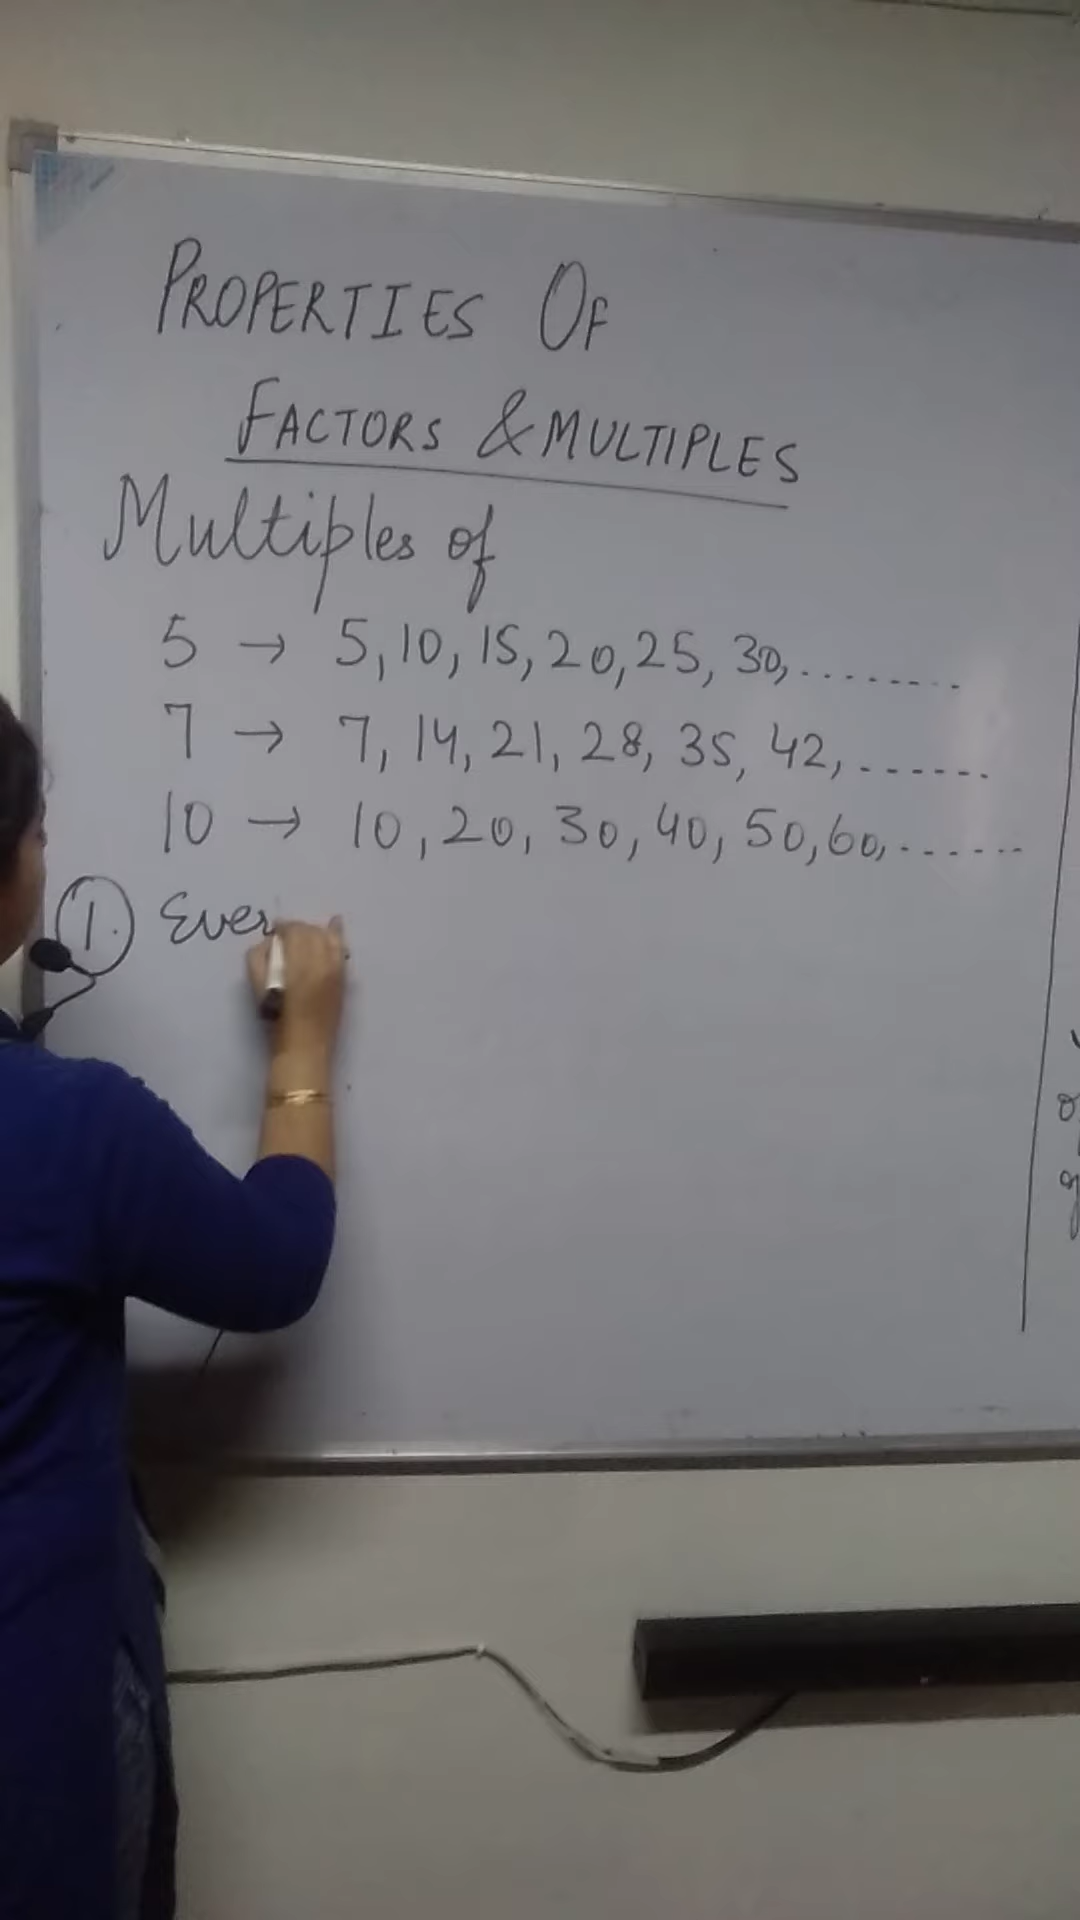 PROPERTIES OF
FACTORS & MULTIPLES
Multiples of
5 → 5, 10, 15, 20, 25, 30, ........
7 → 7, 14, 21, 28, 35, 42, .......
10 → 10, 20, 30, 40, 50, 60, .......
1. Ever